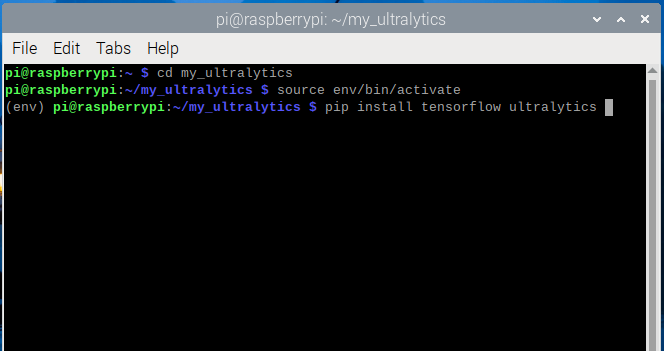 pi@raspberrypi: ~/my_ultralytics
File Edit Tabs Help
pi@raspberrypi:~ $ cd my_ultralytics
pi@raspberrypi:~/my_ultralytics $ source env/bin/activate
(env) pi@raspberrypi:~/my_ultralytics $ pip install tensorflow ultralytics